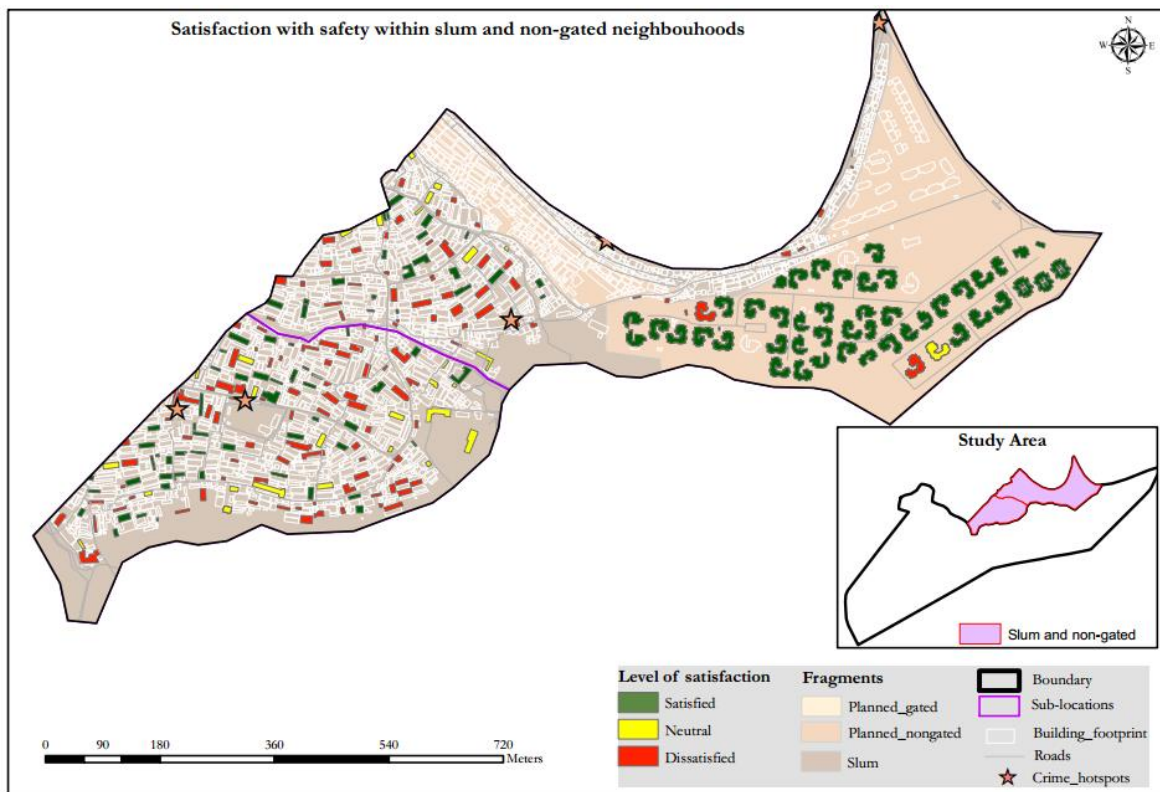 Satisfaction with safety within slum and non-gated neighbouhoods
N
W E
S
Study Area
Slum and non-gated
Level of satisfaction
Satisfied
Neutral
Dissatisfied
Fragments
Planned_gated
Planned_nongated
Slum
Boundary
Sub-locations
Building_footprint
Roads
Crime_hotspots
0 90 180 360 540 720
Meters